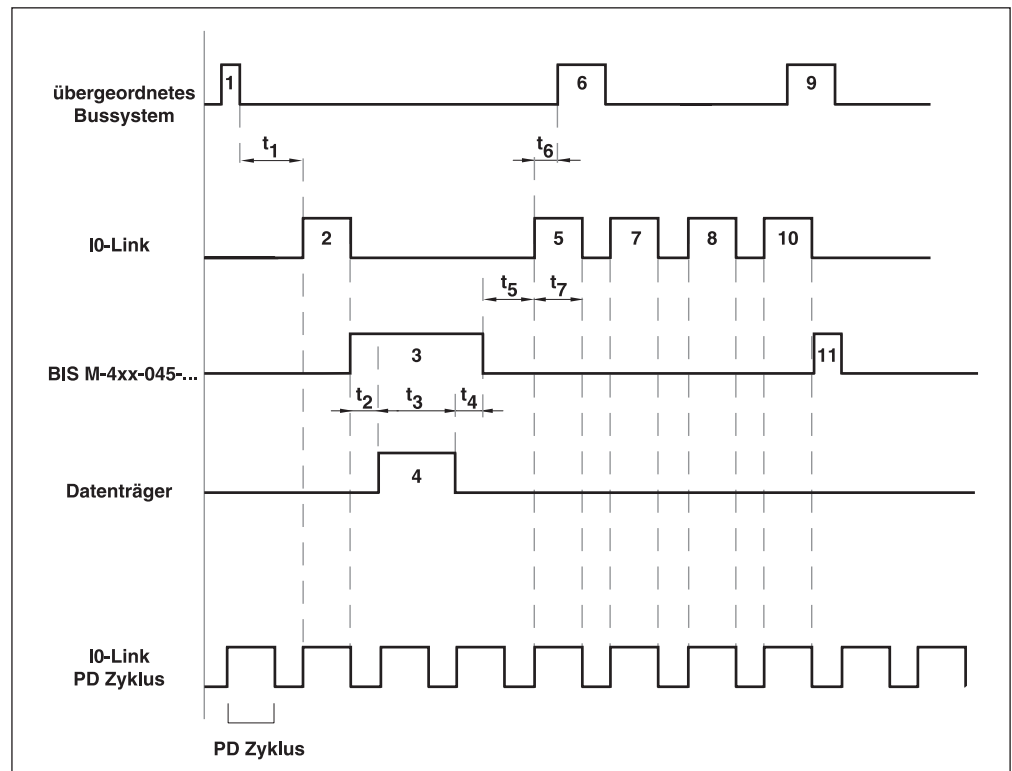 übergeordnetes
Bussystem
1
6
9
t1
t6
I0-Link
2
5
7
8
10
t5
t7
BIS M-4xx-045-...
3
11
t2
t3
t4
Datenträger
4
I0-Link
PD Zyklus
PD Zyklus